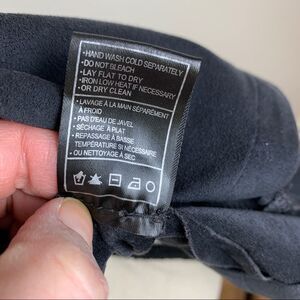 •HAND WASH COLD SEPARATELY
•DO NOT BLEACH
•LAY FLAT TO DRY
•IRON LOW HEAT IF NECESSARY
•OR DRY CLEAN
•LAVAGE À LA MAIN SÉPARÉMENT
À FROID
•PAS D'EAU DE JAVEL
•SÉCHAGE À PLAT
•REPASSAGE À BASSE
TEMPÉRATURE SI NÉCESSAIRE
•OU NETTOYAGE À SEC